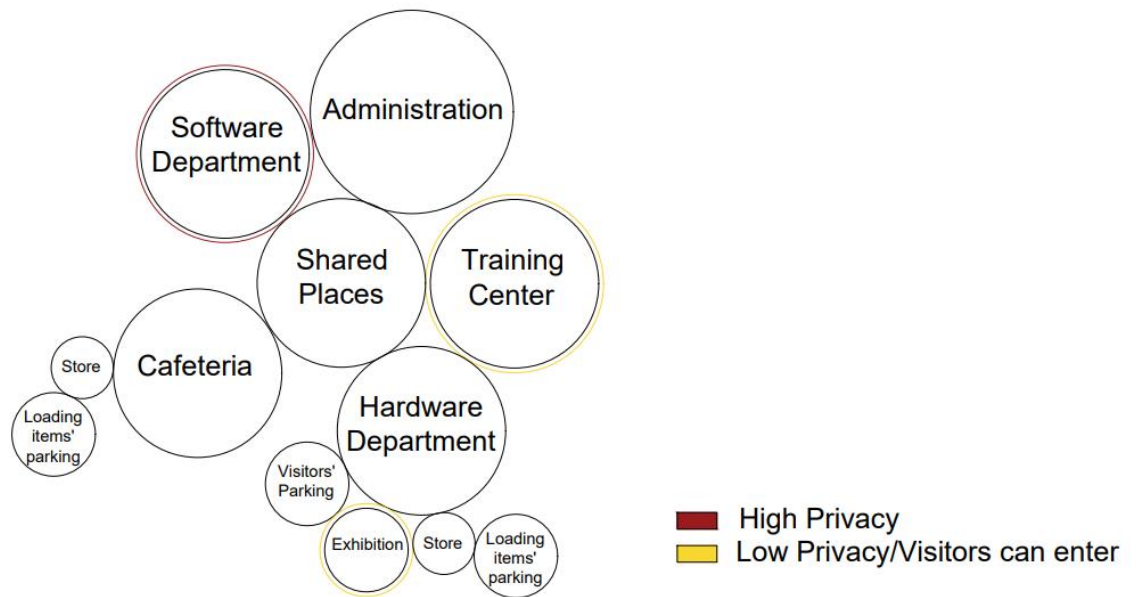 Administration
Software
Department
Shared
Places
Training
Center
Cafeteria
Store
Loading
items'
parking
Hardware
Department
Visitors'
Parking
Exhibition
Store
Loading
items'
parking
High Privacy
Low Privacy/Visitors can enter